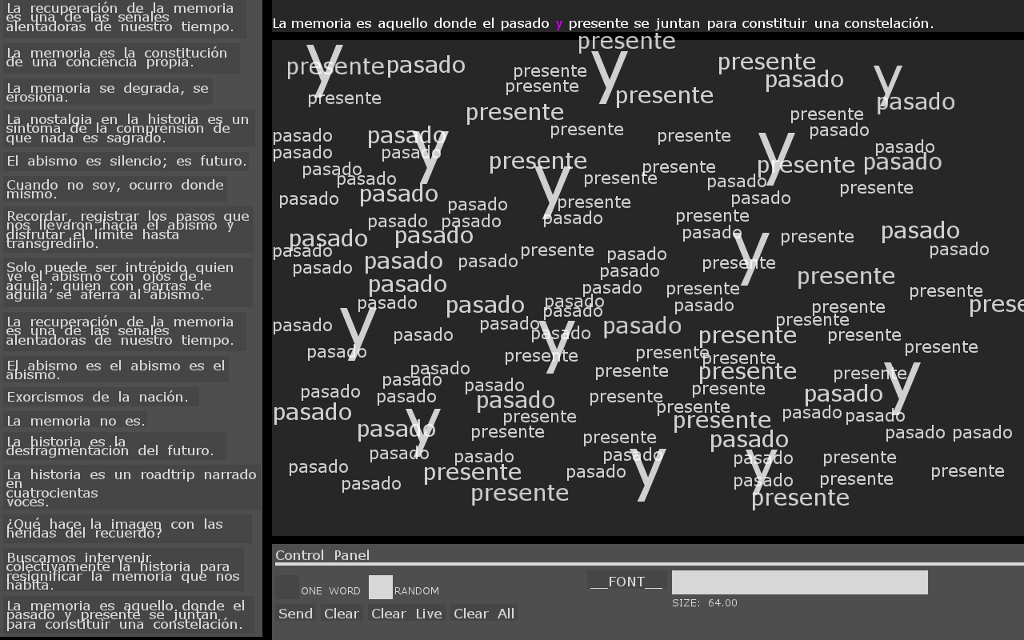 La recuperación de la memoria
es una de las señales
alentadoras de nuestro tiempo.
La memoria es la constitución
de una conciencia propia.
La memoria se degrada, se
erosiona.
La nostalgia en la historia es un
síntoma de la comprensión de
que nada es sagrado.
El abismo es silencio; es futuro.
Cuando no soy, ocurro donde
mismo.
Recordar, registrar los pasos que
nos llevaron hacia el abismo y
disfrutar el límite hasta
transgredirlo.
Solo puede ser intrépido quien
ve el abismo con ojos de
águila; quien con garras de
águila se aferra al abismo.
La recuperación de la memoria
es una de las señales
alentadoras de nuestro tiempo.
El abismo es el abismo es el
abismo.
Exorcismos de la nación.
La memoria no es.
La historia es la
desfragmentación del futuro.
La historia es un roadtrip narrado
en
cuatrocientas
voces.
¿Qué hace la imagen con las
heridas del recuerdo?
Buscamos intervenir
colectivamente la historia para
resignificar la memoria que nos
habita.
La memoria es aquello donde el
pasado y presente se juntan
para constituir una constelación.
La memoria es aquello donde el pasado y presente se juntan para constituir una constelación.
presente
presente pasado presente y presente pasado y
presente presente presente pasado
presente presente pasado
pasado pasado y presente presente y pasado
pasado pasado presente presente presente pasado pasado
pasado pasado y presente pasado presente
pasado pasado pasado presente pasado
pasado pasado pasado presente pasado
pasado pasado presente pasado y presente pasado
pasado pasado pasado pasado presente pasado
pasado pasado pasado presente presente
pasado pasado pasado pasado pasado presente presente
pasado y pasado pasado pasado pasado presente presente
pasado presente presente presente presente
pasado presente presente presente y
pasado pasado pasado presente presente pasado
pasado y presente presente pasado pasado
pasado presente presente pasado pasado pasado
pasado pasado pasado y pasado y presente
pasado presente pasado pasado presente presente
pasado presente presente
Control Panel
ONE WORD RANDOM __FONT__
SIZE: 64.00
Send Clear Clear Live Clear All